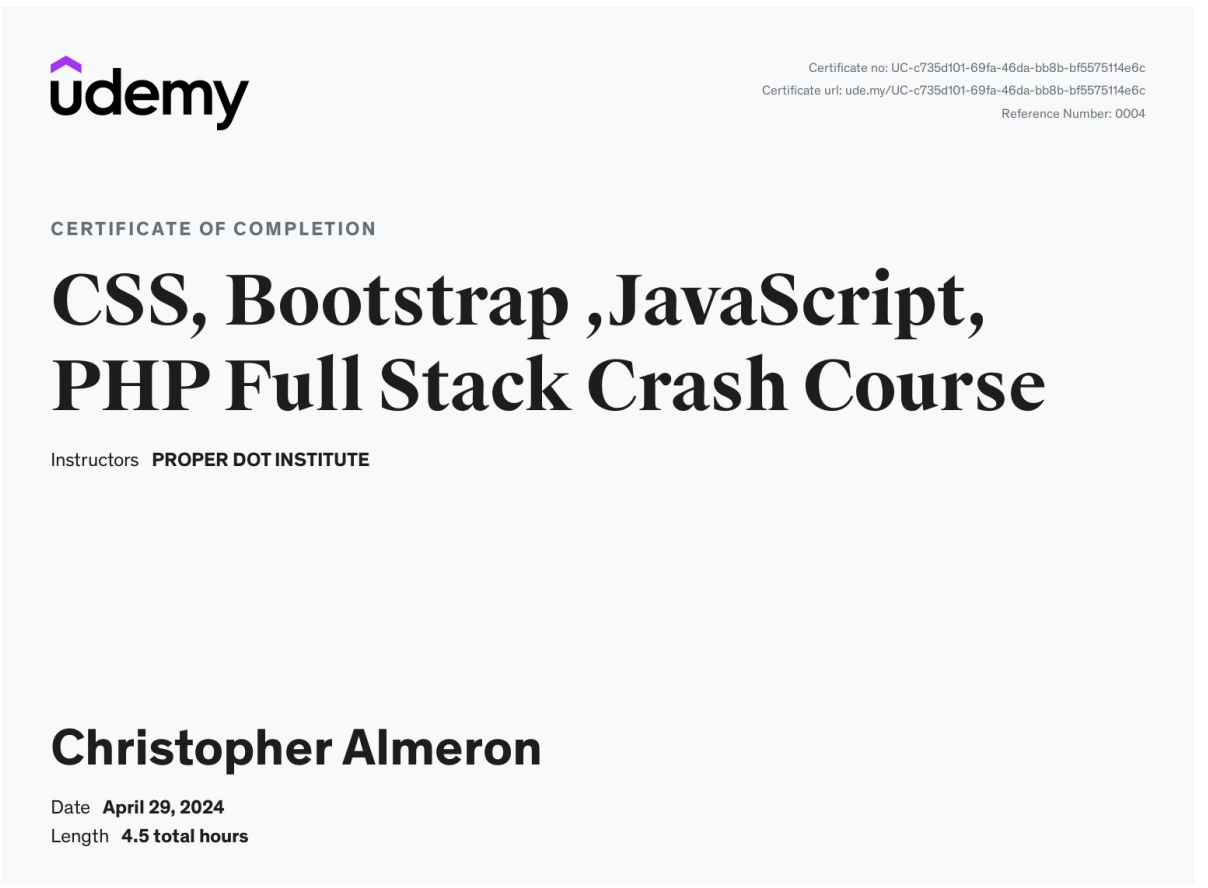 udemy
Certificate no: UC-c735d101-69fa-46da-bb8b-bf5575114e6c
Certificate url: ude.my/UC-c735d101-69fa-46da-bb8b-bf5575114e6c
Reference Number: 0004
CERTIFICATE OF COMPLETION
CSS, Bootstrap ,JavaScript,
PHP Full Stack Crash Course
Instructors PROPER DOT INSTITUTE
Christopher Almeron
Date April 29, 2024
Length 4.5 total hours